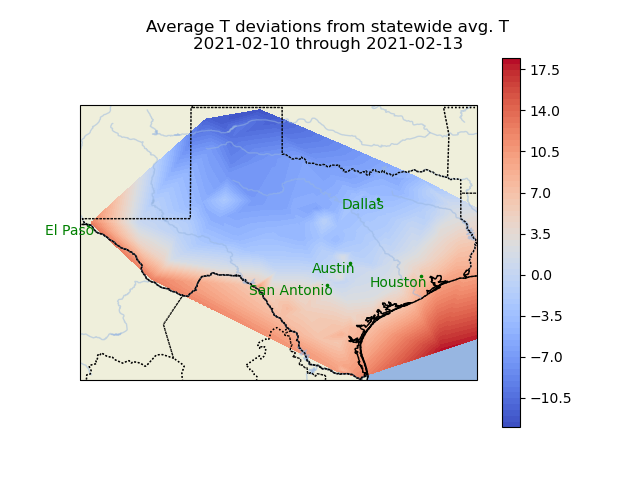 Average T deviations from statewide avg. T
2021-02-10 through 2021-02-13
17.5
14.0
10.5
7.0
3.5
0.0
−3.5
−7.0
−10.5
Dallas
El Paso
Austin
Houston
San Antonio